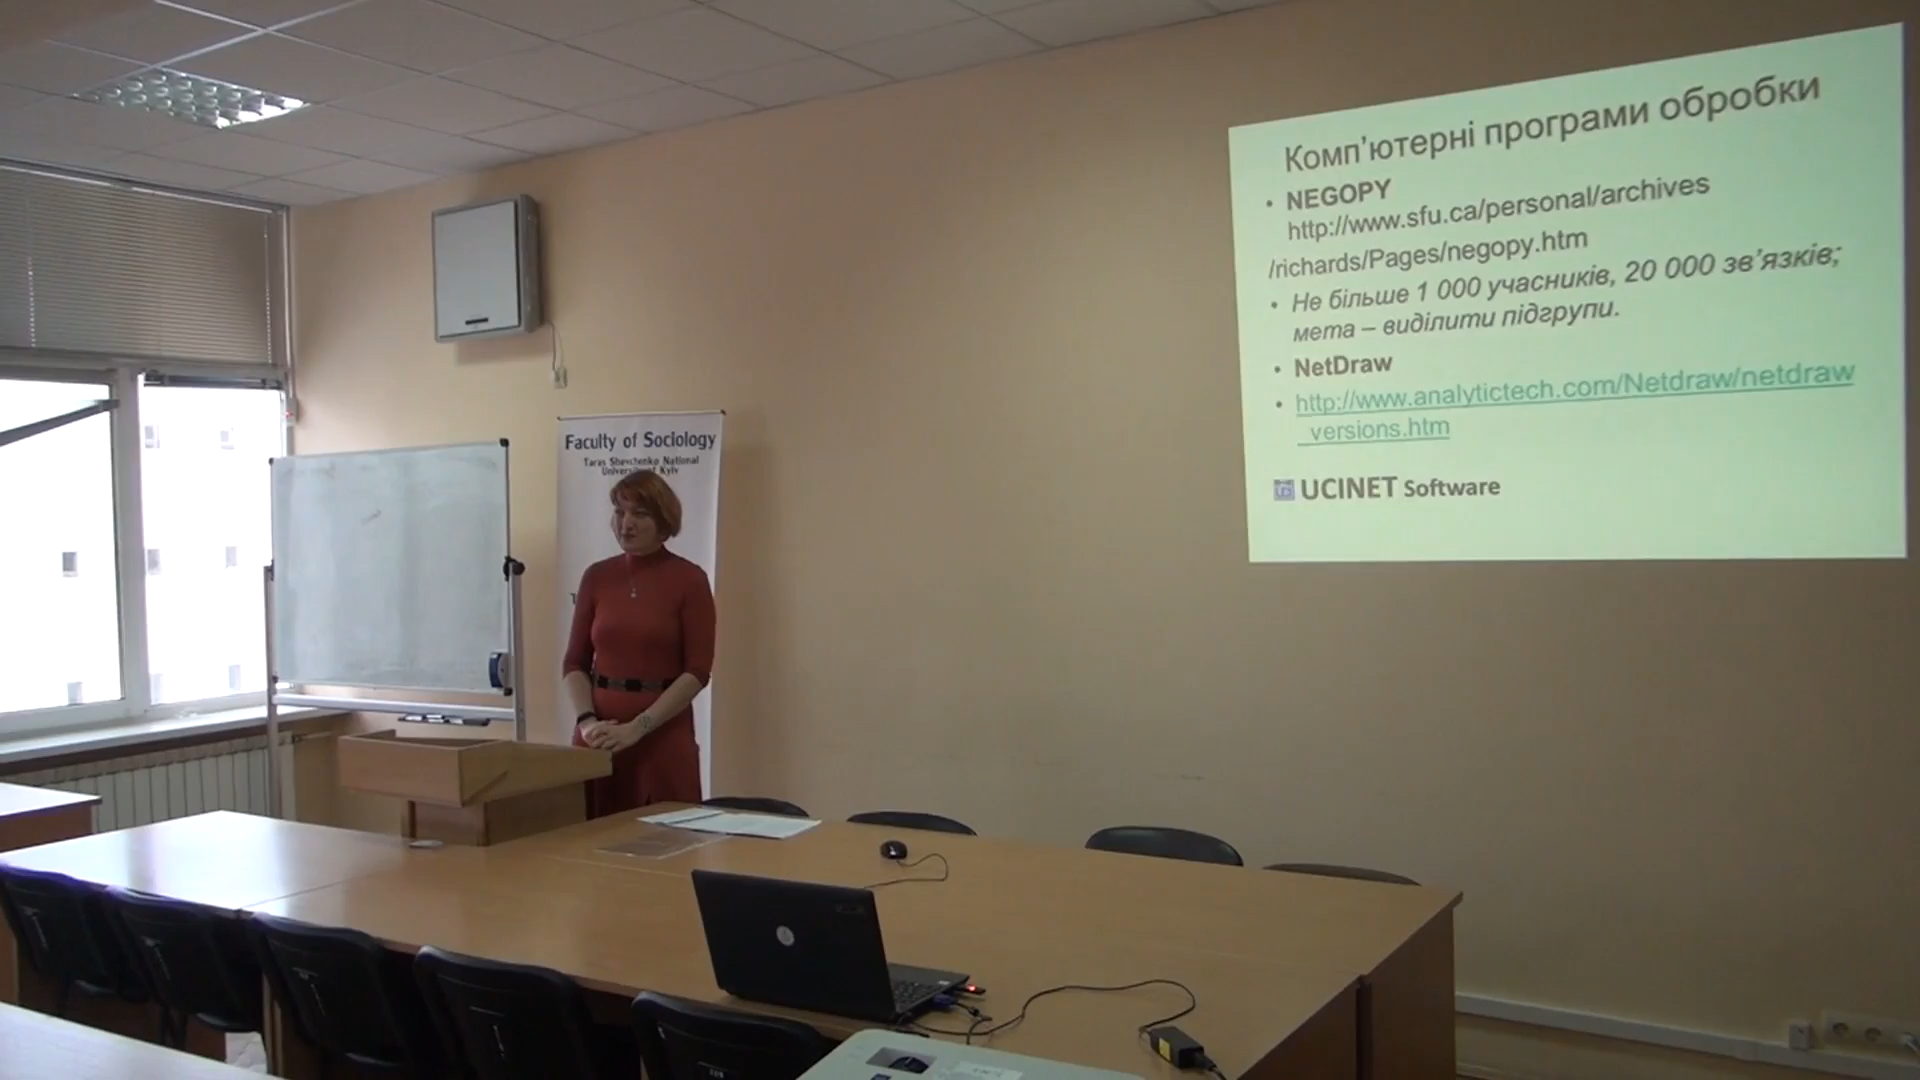 Комп'ютерні програми обробки
• NEGOPY
http://www.sfu.ca/personal/archives
/richards/Pages/negopy.htm
• Не більше 1 000 учасників, 20 000 зв'язків;
мета – виділити підгрупи.
• NetDraw
• http://www.analytictech.com/Netdraw/netdraw
_versions.htm
UCINET Software
Faculty of Sociology
Taras Shevchenko National
University of Kyiv